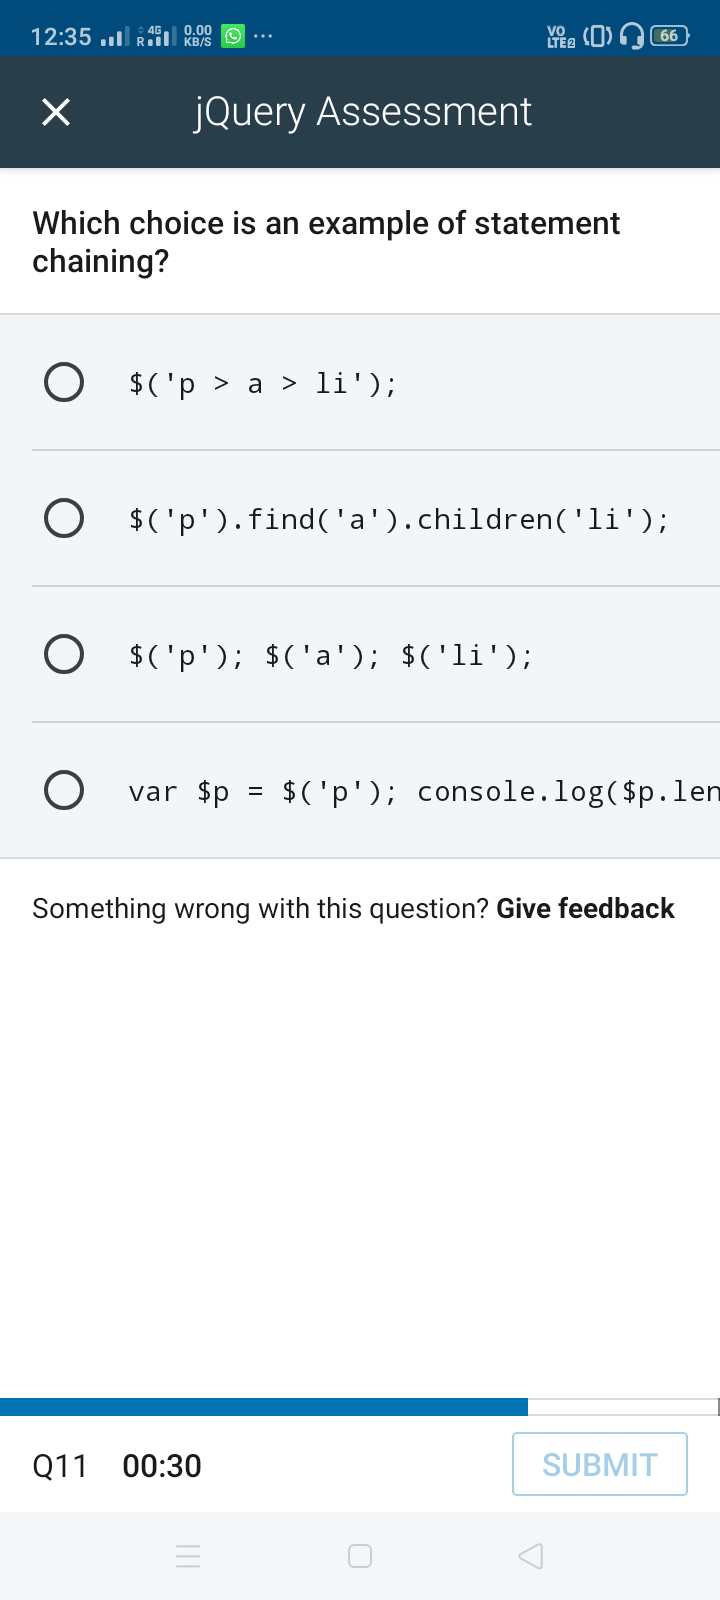 12:35 4G R 0.00 KB/S ... VO LTE2 66
jQuery Assessment
Which choice is an example of statement
chaining?
$('p > a > li');
$('p').find('a').children('li');
$('p'); $('a'); $('li');
var $p = $('p'); console.log($p.len
Something wrong with this question? Give feedback
Q11 00:30 SUBMIT